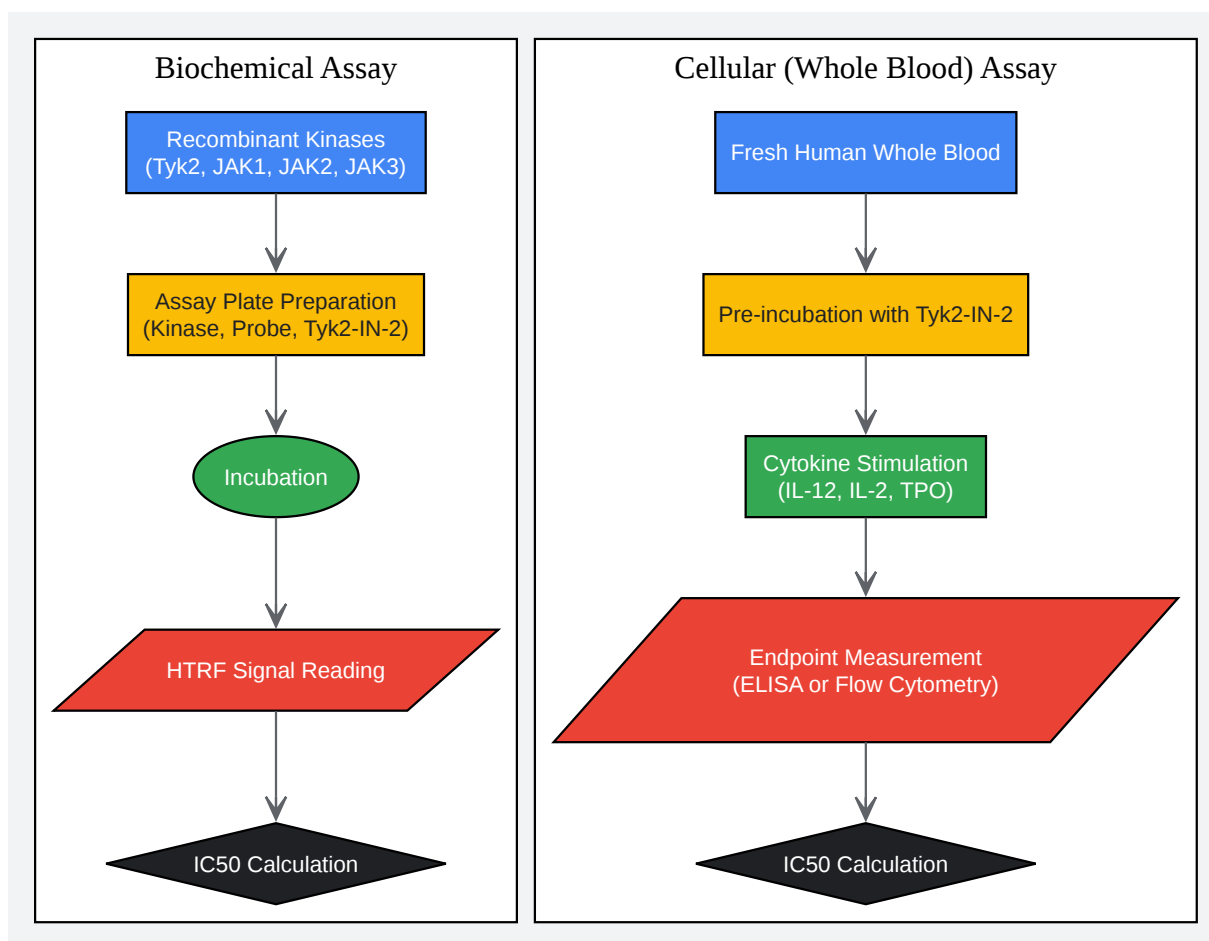 Biochemical Assay
Recombinant Kinases
(Tyk2, JAK1, JAK2, JAK3)
Assay Plate Preparation
(Kinase, Probe, Tyk2-IN-2)
Incubation
HTRF Signal Reading
IC50 Calculation
Cellular (Whole Blood) Assay
Fresh Human Whole Blood
Pre-incubation with Tyk2-IN-2
Cytokine Stimulation
(IL-12, IL-2, TPO)
Endpoint Measurement
(ELISA or Flow Cytometry)
IC50 Calculation